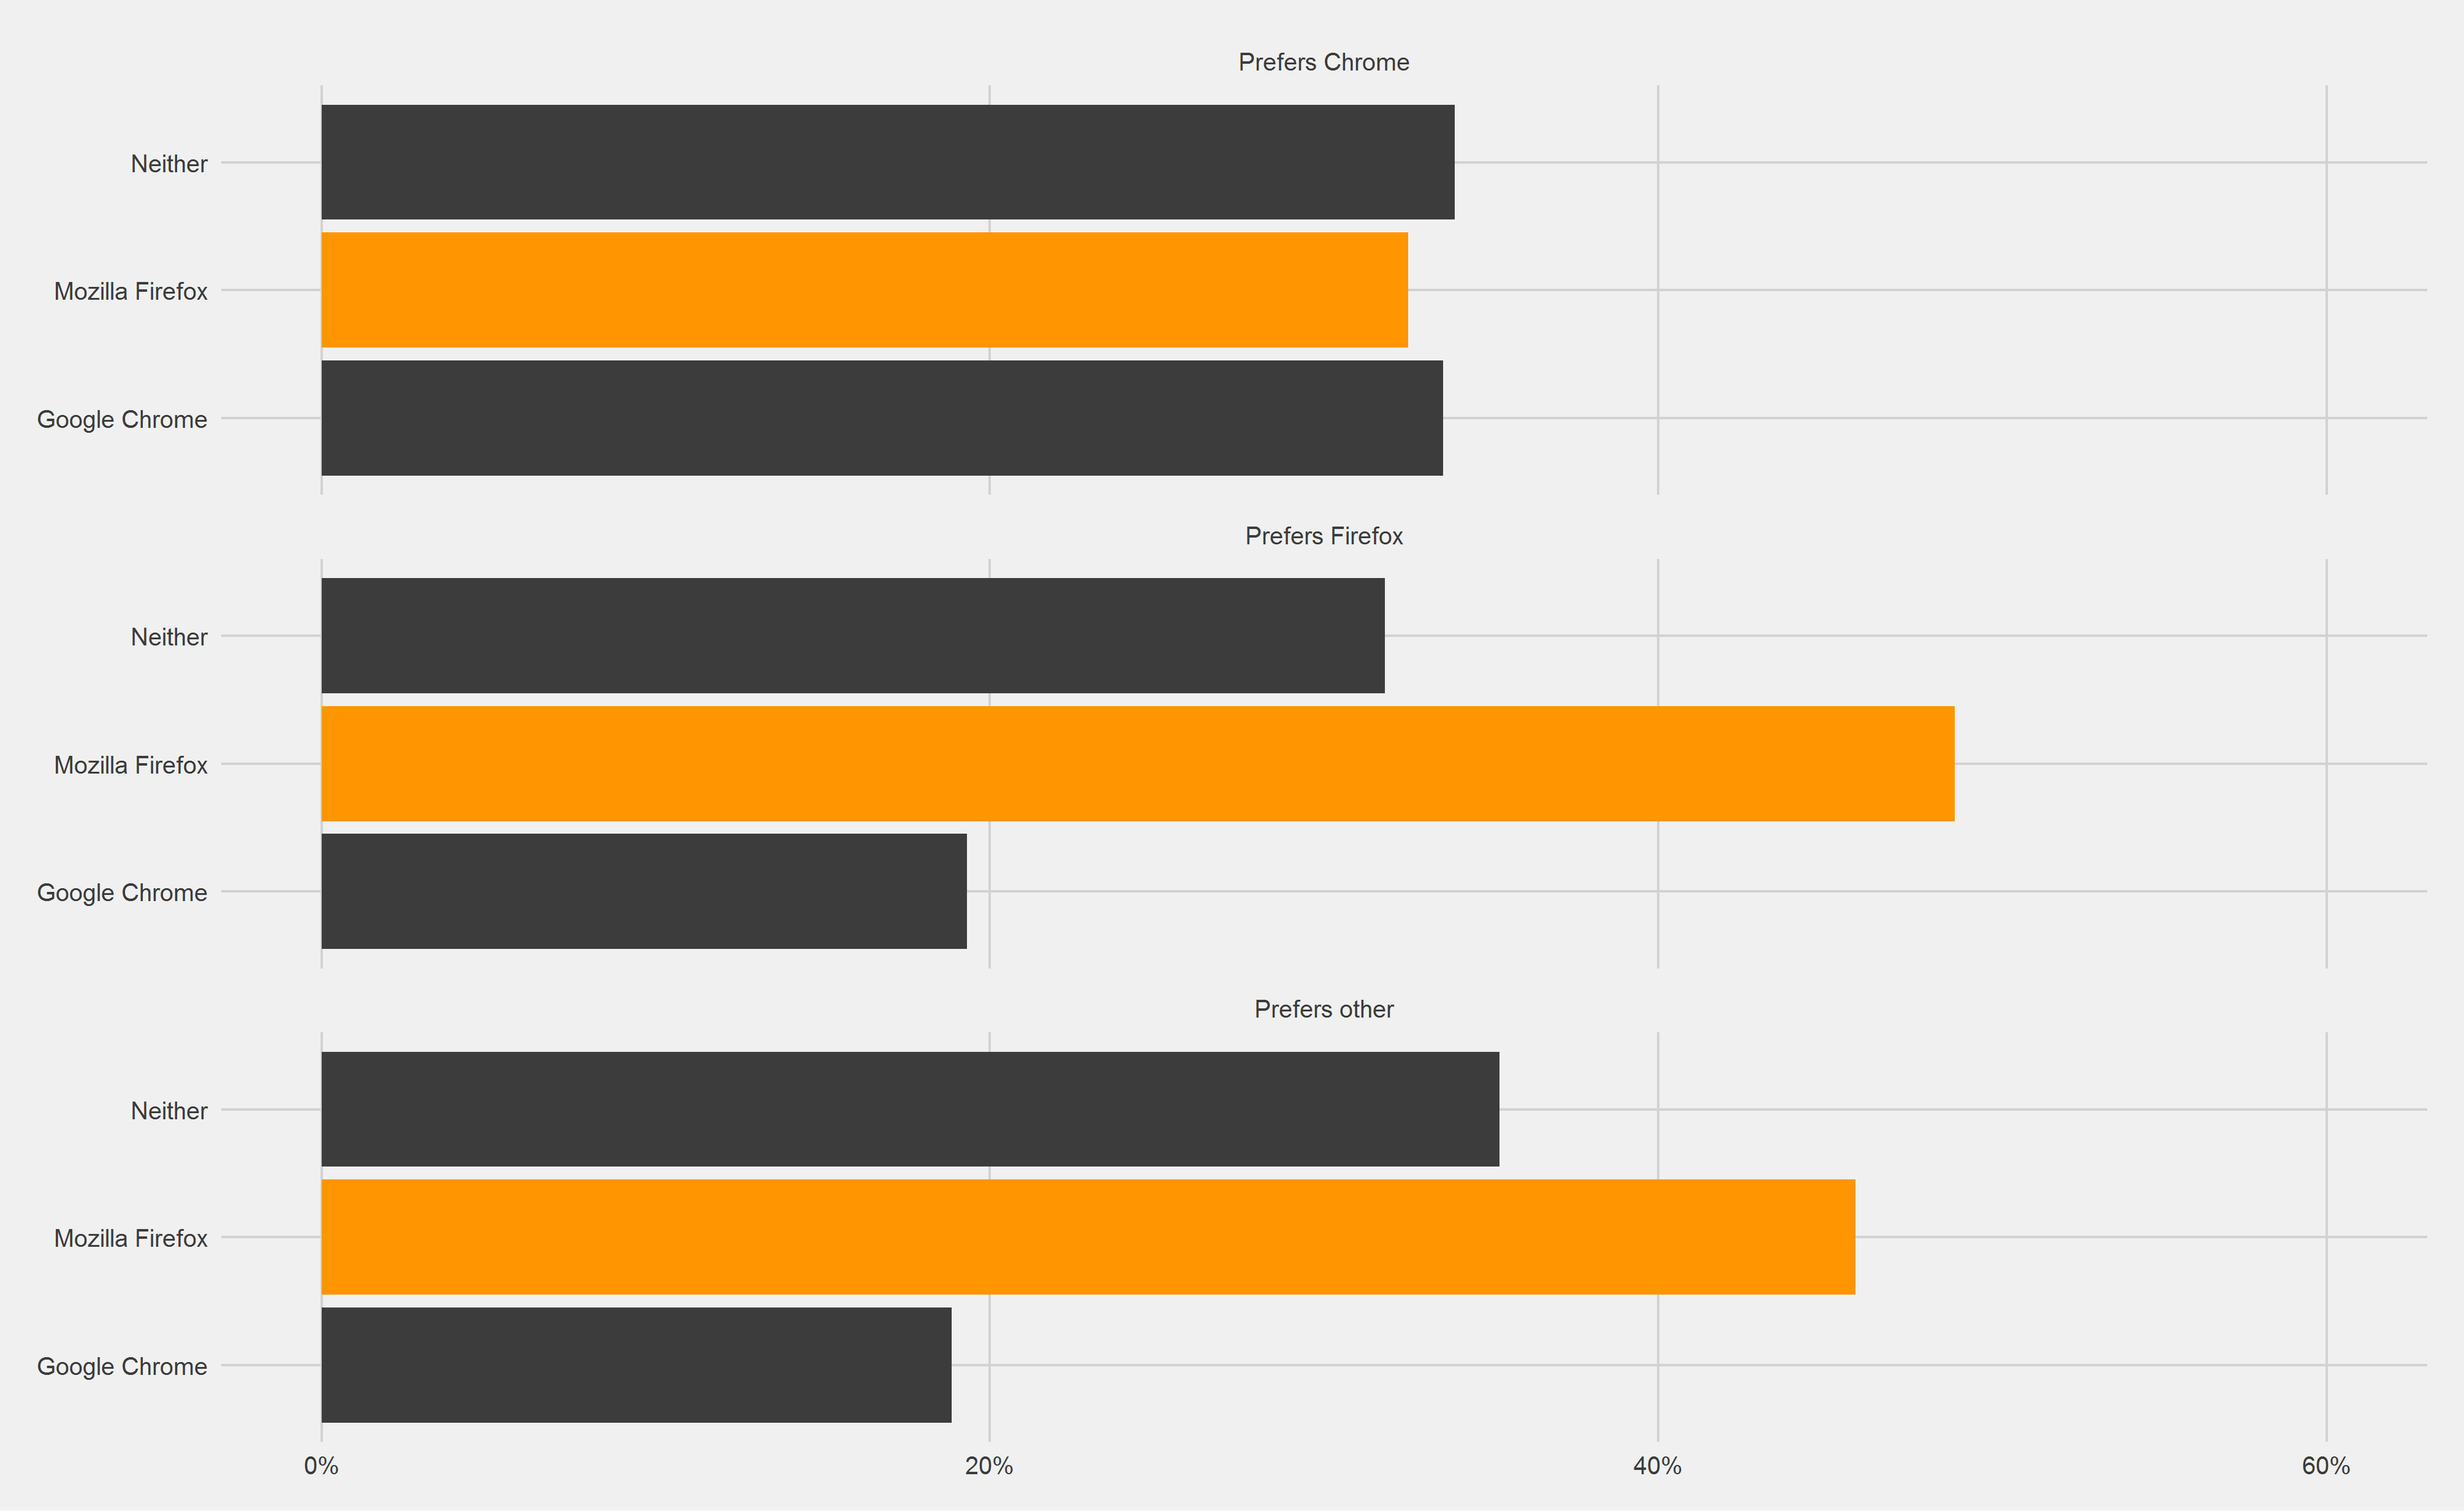 Prefers Chrome
Neither
Mozilla Firefox
Google Chrome
Prefers Firefox
Neither
Mozilla Firefox
Google Chrome
Prefers other
Neither
Mozilla Firefox
Google Chrome
0% 20% 40% 60%